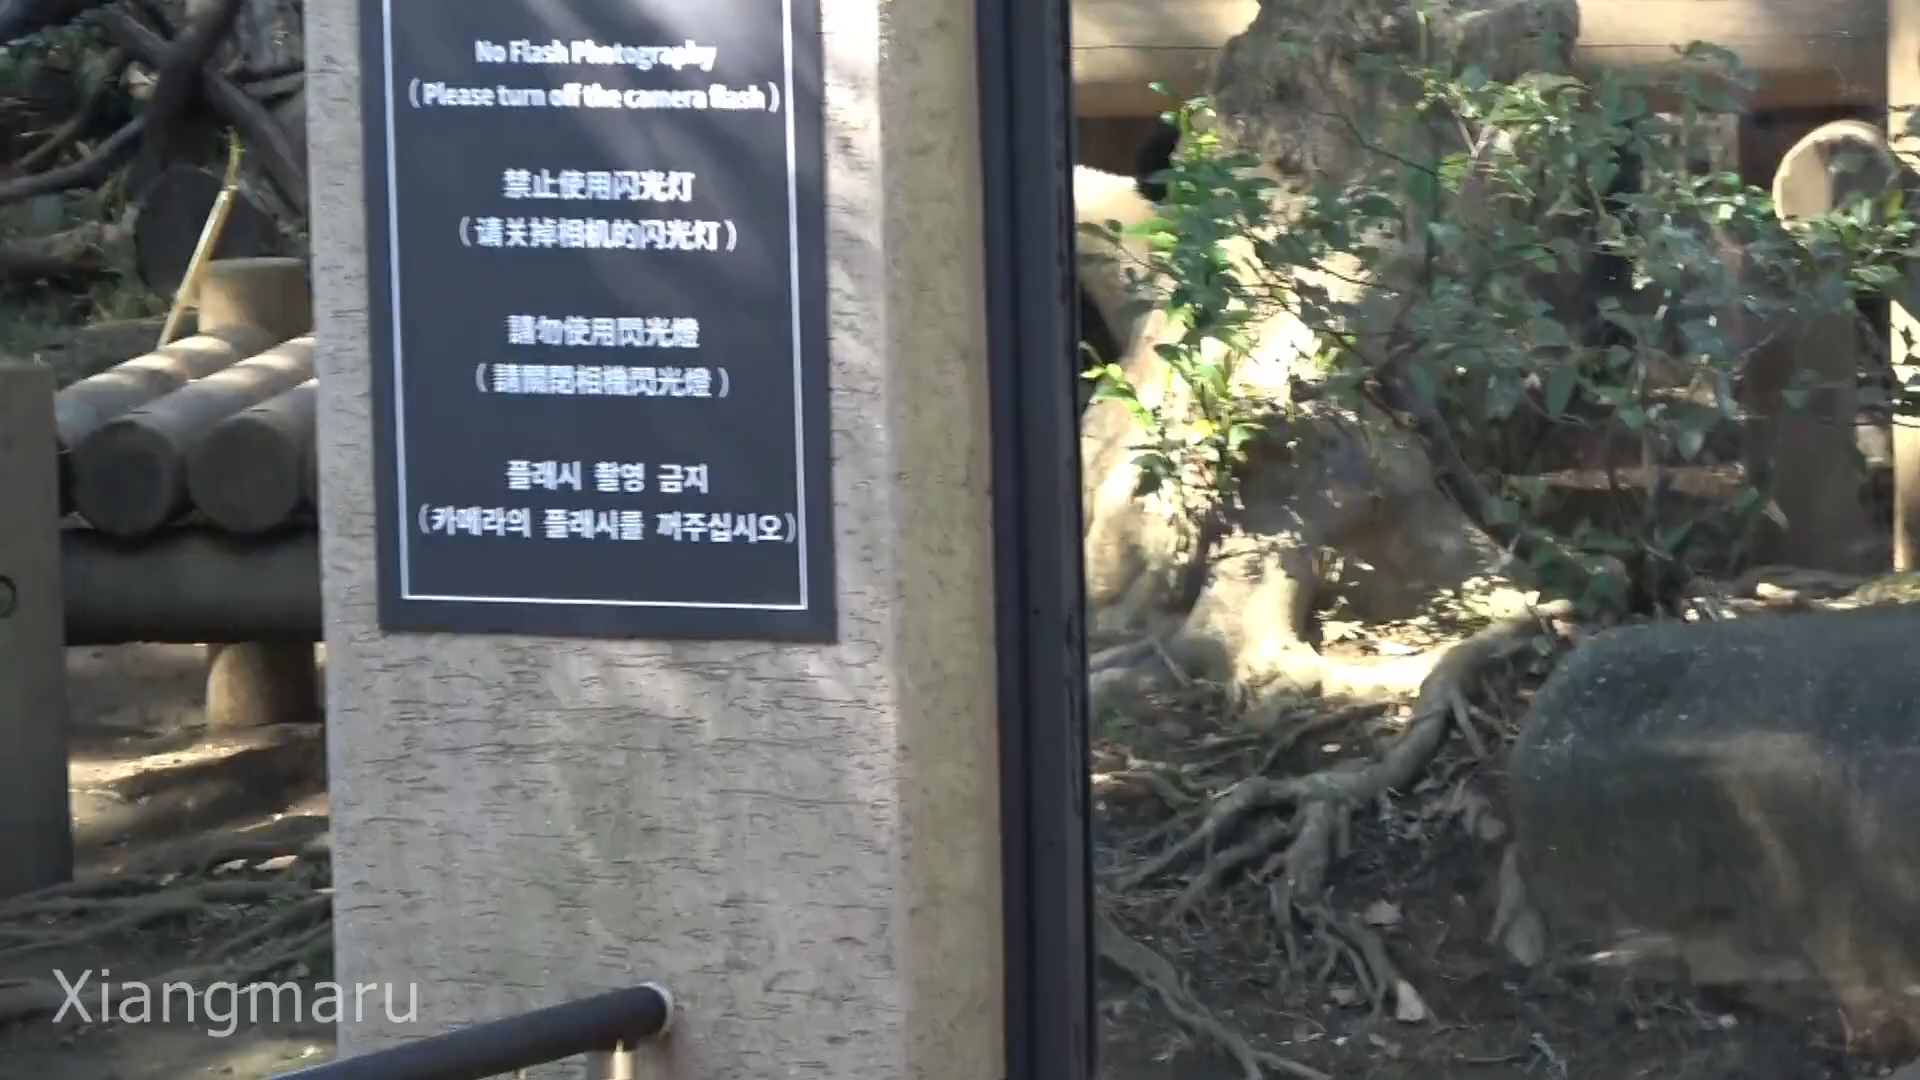 No Flash Photography
(Please turn off the camera flash)
禁止使用闪光灯
(请关掉相机的闪光灯)
請勿使用閃光燈
(請關閉相機閃光燈)
플래시 촬영 금지
(카메라의 플래시를 꺼주십시오)
Xiangmaru